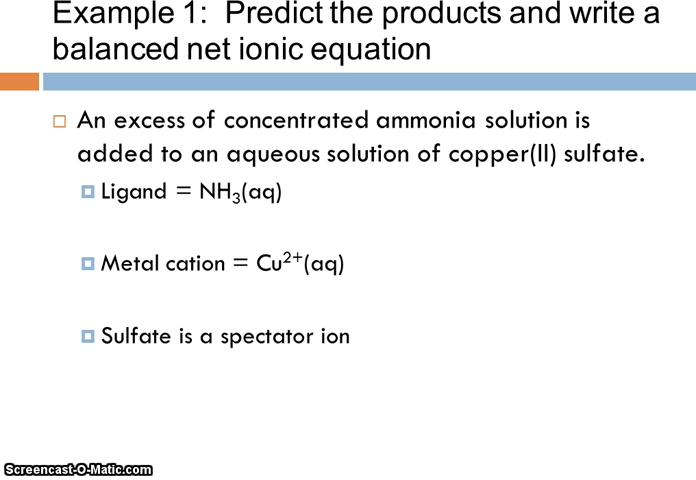 Example 1:  Predict the products and write a
balanced net ionic equation
An excess of concentrated ammonia solution is
added to an aqueous solution of copper(II) sulfate.
Ligand = NH₃(aq)
Metal cation = Cu²⁺(aq)
Sulfate is a spectator ion
Screencast-O-Matic.com